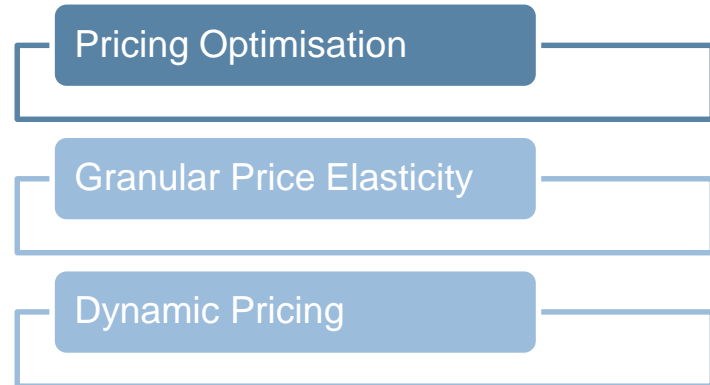 Pricing Optimisation
Granular Price Elasticity
Dynamic Pricing